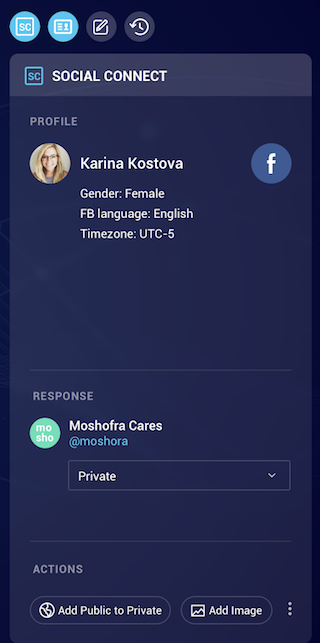 SC
SC SOCIAL CONNECT
PROFILE
Karina Kostova
f
Gender: Female
FB language: English
Timezone: UTC-5
RESPONSE
mo
sho
Moshofra Cares
@moshora
Private
ACTIONS
Add Public to Private
Add Image